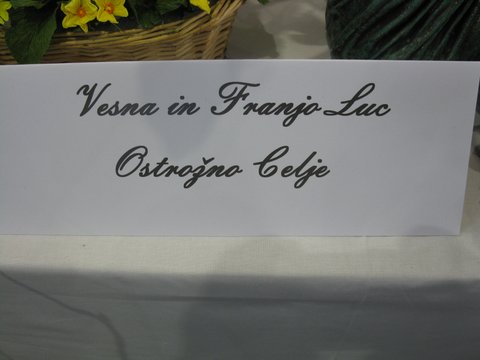 Vesna in Franjo Luc
Ostrožno Celje